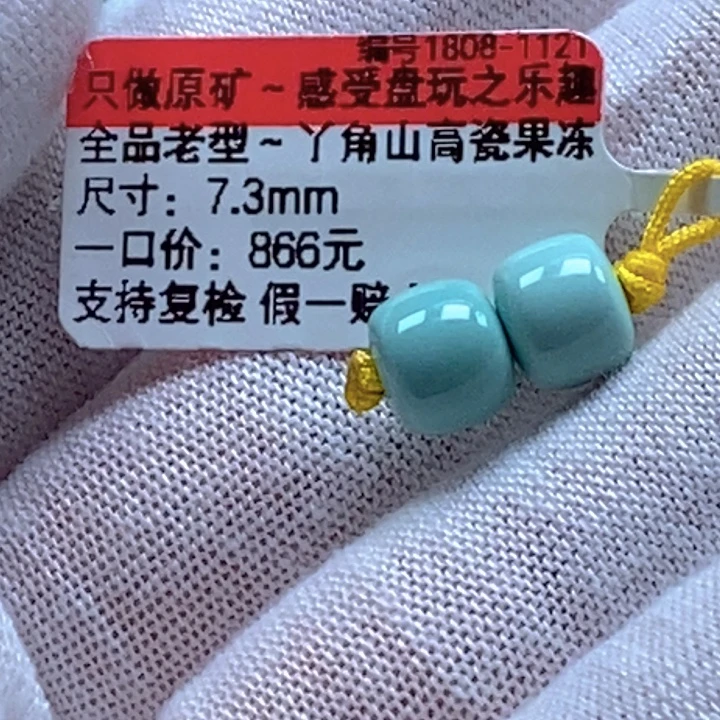 编号1808-1121
只做原矿~感受盘玩之乐趣
全品老型~丫角山高瓷果冻
尺寸：7.3mm
一口价：866元
支持复检 假一赔